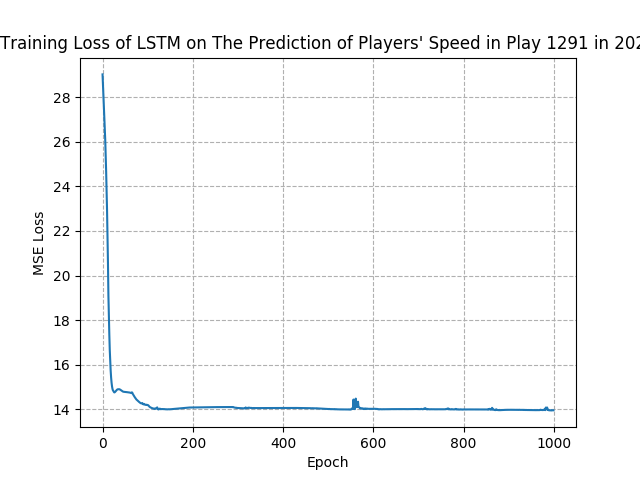 Training Loss of LSTM on The Prediction of Players' Speed in Play 1291 in 202
28
26
24
22
20
18
16
14
MSE Loss
0 200 400 600 800 1000
Epoch